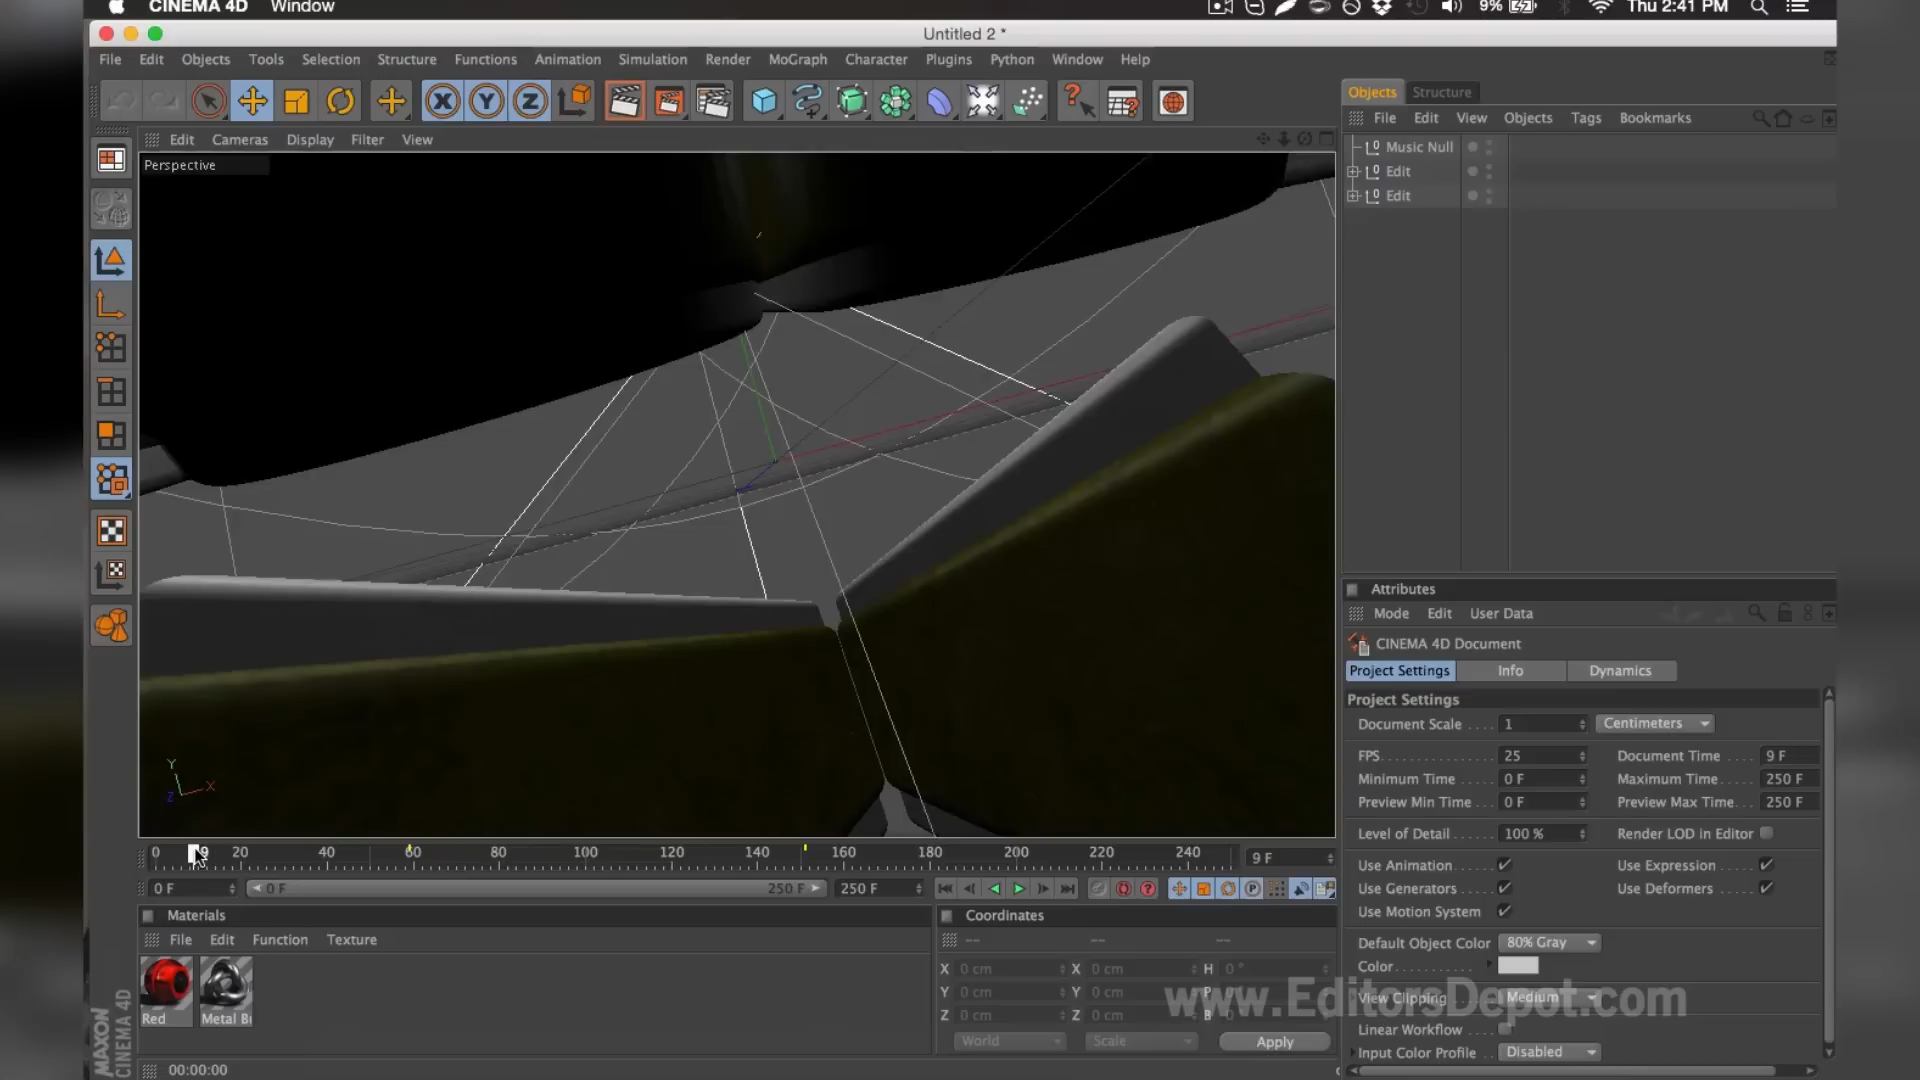 CINEMA 4D Window 9% Thu 2:41 PM
Untitled 2 *
File Edit Objects Tools Selection Structure Functions Animation Simulation Render MoGraph Character Plugins Python Window Help
X Y Z
Objects Structure
File Edit View Objects Tags Bookmarks
Edit Cameras Display Filter View
Music Null
Edit
Edit
Perspective
Y
X
Z
Attributes
Mode Edit User Data
CINEMA 4D Document
Project Settings Info Dynamics
Project Settings
Document Scale .... 1 Centimeters
FPS 25 Document Time .. 9 F
Minimum Time 0 F Maximum Time 250 F
Preview Min Time 0 F Preview Max Time 250 F
Level of Detail 100 % Render LOD in Editor
Use Animation Use Expression
Use Generators Use Deformers
Use Motion System
Default Object Color 80% Gray
Color
View Clipping Medium
Linear Workflow
Input Color Profile Disabled
0 9 20 40 60 80 100 120 140 160 180 200 220 240 9 F
0 F 0 F 250 F 250 F
Materials
File Edit Function Texture
Red Metal B
Coordinates
-- -- --
X 0 cm X 0 cm H 0 °
Y 0 cm Y 0 cm P
Z 0 cm Z 0 cm B
World Scale Apply
www.EditorsDepot.com
MAXON
CINEMA 4D
00:00:00